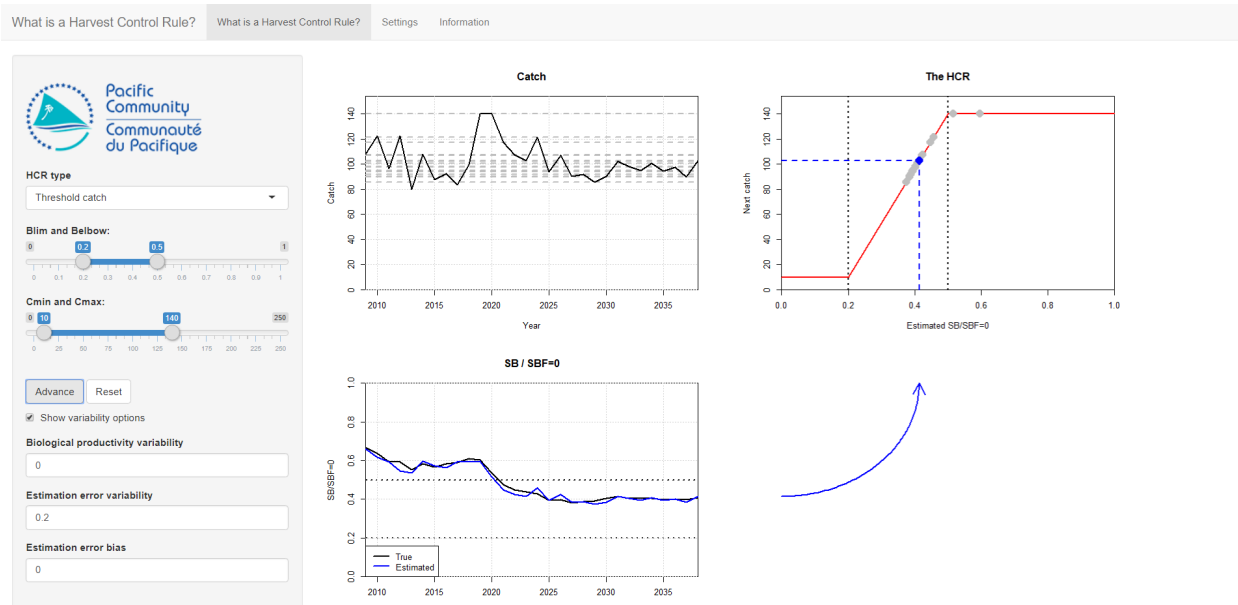 What is a Harvest Control Rule?
What is a Harvest Control Rule?
Settings
Information
Pacific
Community
Communauté
du Pacifique
HCR type
Threshold catch
Blim and Belbow:
0 0.2 0.5 1
0 0.1 0.2 0.3 0.4 0.5 0.6 0.7 0.8 0.9 1
Cmin and Cmax:
0 10 140 250
0 25 50 75 100 125 150 175 200 225 250
Advance
Reset
Show variability options
Biological productivity variability
0
Estimation error variability
0.2
Estimation error bias
0
Catch
Catch
0 20 40 60 80 100 120 140
2010 2015 2020 2025 2030 2035
Year
The HCR
Next catch
0 20 40 60 80 100 120 140
0.0 0.2 0.4 0.6 0.8 1.0
Estimated SB/SBF=0
SB / SBF=0
SB/SBF=0
0.0 0.2 0.4 0.6 0.8 1.0
True
Estimated
2010 2015 2020 2025 2030 2035